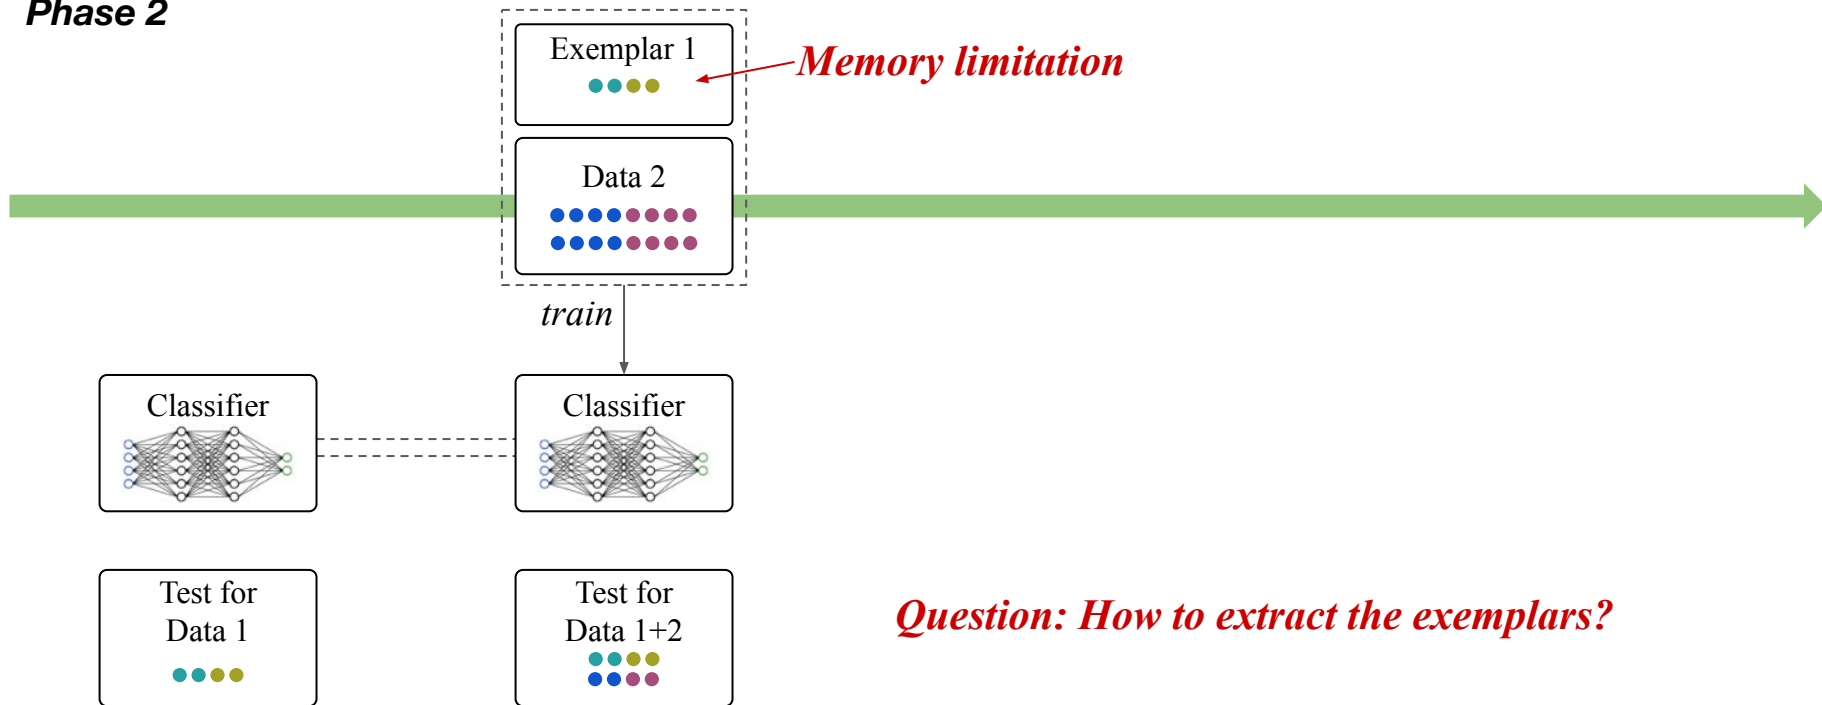 Phase 2
Exemplar 1
Memory limitation
Data 2
train
Classifier
Classifier
Test for
Data 1
Test for
Data 1+2
Question: How to extract the exemplars?